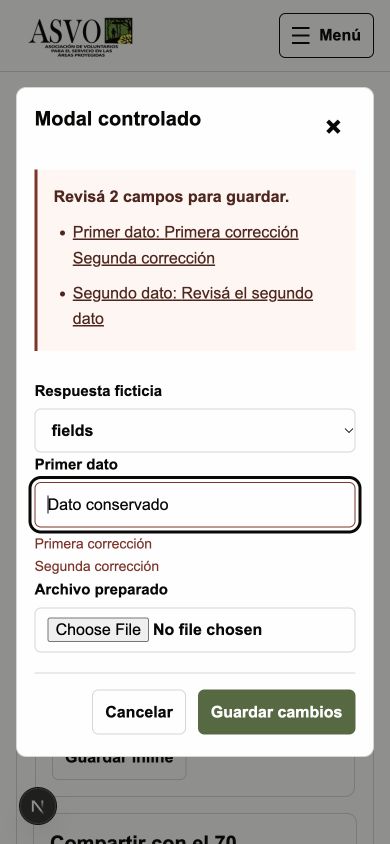 ASVO
ASOCIACIÓN DE VOLUNTARIOS
PARA EL SERVICIO EN LAS
ÁREAS PROTEGIDAS
Menú
Modal controlado
Revisá 2 campos para guardar.
Primer dato: Primera corrección
Segunda corrección
Segundo dato: Revisá el segundo
dato
Respuesta ficticia
fields
Primer dato
Dato conservado
Primera corrección
Segunda corrección
Archivo preparado
Choose File No file chosen
Cancelar
Guardar cambios
Guardar inline
N
Compartir con el 70